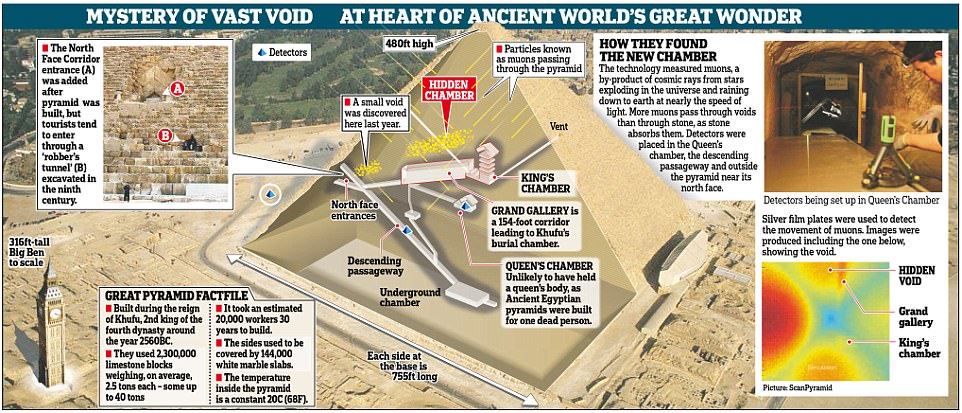 MYSTERY OF VAST VOID AT HEART OF ANCIENT WORLD'S GREAT WONDER
The North
Face Corridor
entrance (A)
was added
after
pyramid was
built, but
tourists tend
to enter
through a
'robber's
tunnel' (B)
excavated in
the ninth
century.
A
B
Detectors
480ft high
Particles known
as muons passing
through the pyramid
HIDDEN
CHAMBER
A small void
was discovered
here last year.
Vent
KING'S
CHAMBER
North face
entrances
GRAND GALLERY is
a 154-foot corridor
leading to Khufu's
burial chamber.
Descending
passageway
QUEEN'S CHAMBER
Unlikely to have held
a queen's body, as
Ancient Egyptian
pyramids were built
for one dead person.
Underground
chamber
Each side at
the base is
755ft long
316ft-tall
Big Ben
to scale
GREAT PYRAMID FACTFILE
Built during the reign
of Khufu, 2nd king of the
fourth dynasty around
the year 2560BC.
They used 2,300,000
limestone blocks
weighing, on average,
2.5 tons each - some up
to 40 tons
It took an estimated
20,000 workers 30
years to build.
The sides used to be
covered by 144,000
white marble slabs.
The temperature
inside the pyramid
is a constant 20C (68F).
HOW THEY FOUND
THE NEW CHAMBER
The technology measured muons, a
by-product of cosmic rays from stars
exploding in the universe and raining
down to earth at nearly the speed of
light. More muons pass through voids
than through stone, as stone
absorbs them. Detectors were
placed in the Queen's
chamber, the descending
passageway and outside
the pyramid near its
north face.
Detectors being set up in Queen's Chamber
Silver film plates were used to detect
the movement of muons. Images were
produced including the one below,
showing the void.
HIDDEN
VOID
Grand
gallery
King's
chamber
Picture: ScanPyramid